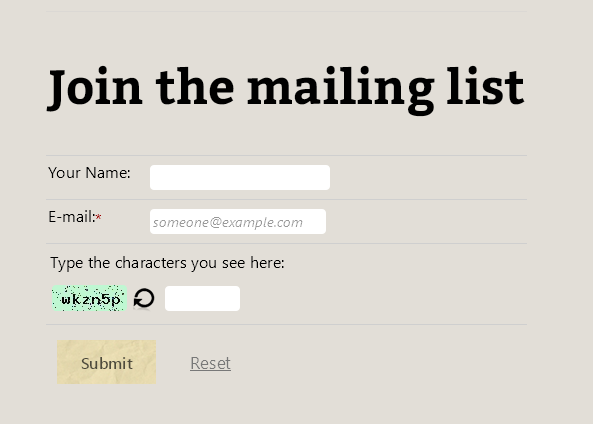 Join the mailing list
Your Name:
E-mail:* someone@example.com
Type the characters you see here:
wkzn5p
Submit Reset